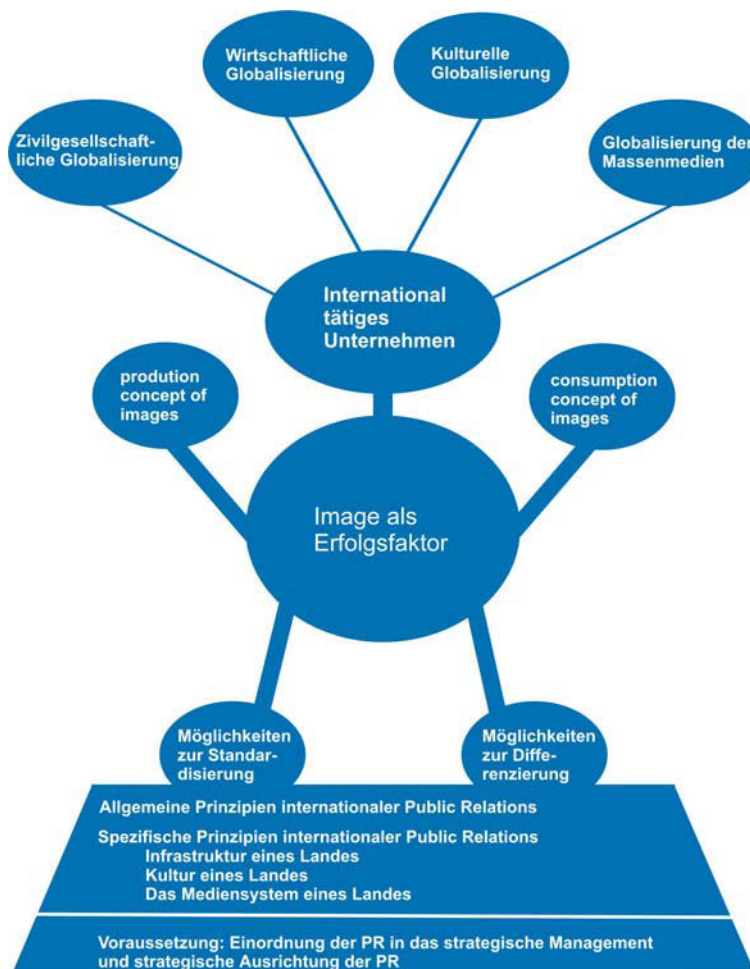 Wirtschaftliche
Globalisierung
Kulturelle
Globalisierung
Zivilgesellschaft-
liche Globalisierung
Globalisierung der
Massenmedien
International
tätiges
Unternehmen
prodution
concept of
images
consumption
concept of
images
Image als
Erfolgsfaktor
Möglichkeiten
zur Standar-
disierung
Möglichkeiten
zur Diffe-
renzierung
Allgemeine Prinzipien internationaler Public Relations
Spezifische Prinzipien internationaler Public Relations
Infrastruktur eines Landes
Kultur eines Landes
Das Mediensystem eines Landes
Voraussetzung: Einordnung der PR in das strategische Management
und strategische Ausrichtung der PR